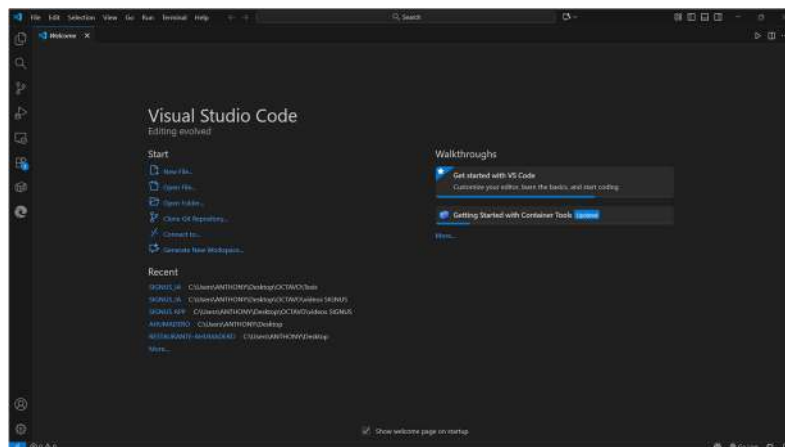 File Edit Selection View Go Run Terminal Help
Search
Welcome
Visual Studio Code
Editing evolved
Start
New File...
Open File...
Open Folder...
Clone Git Repository...
Connect to...
Generate New Workspace...
Recent
SIGNUS_IA C:\Users\ANTHONY\Desktop\OCTAVO\Tools
SIGNUS_IA C:\Users\ANTHONY\Desktop\OCTAVO\videos SIGNUS
SIGNUS APP C:\Users\ANTHONY\Desktop\OCTAVO\videos SIGNUS
AHUMADERO C:\Users\ANTHONY\Desktop
RESTAURANTE-AHUMADERO C:\Users\ANTHONY\Desktop
More...
Walkthroughs
Get started with VS Code
Customize your editor, learn the basics, and start coding
Getting Started with Container Tools Updated
More...
Show welcome page on startup